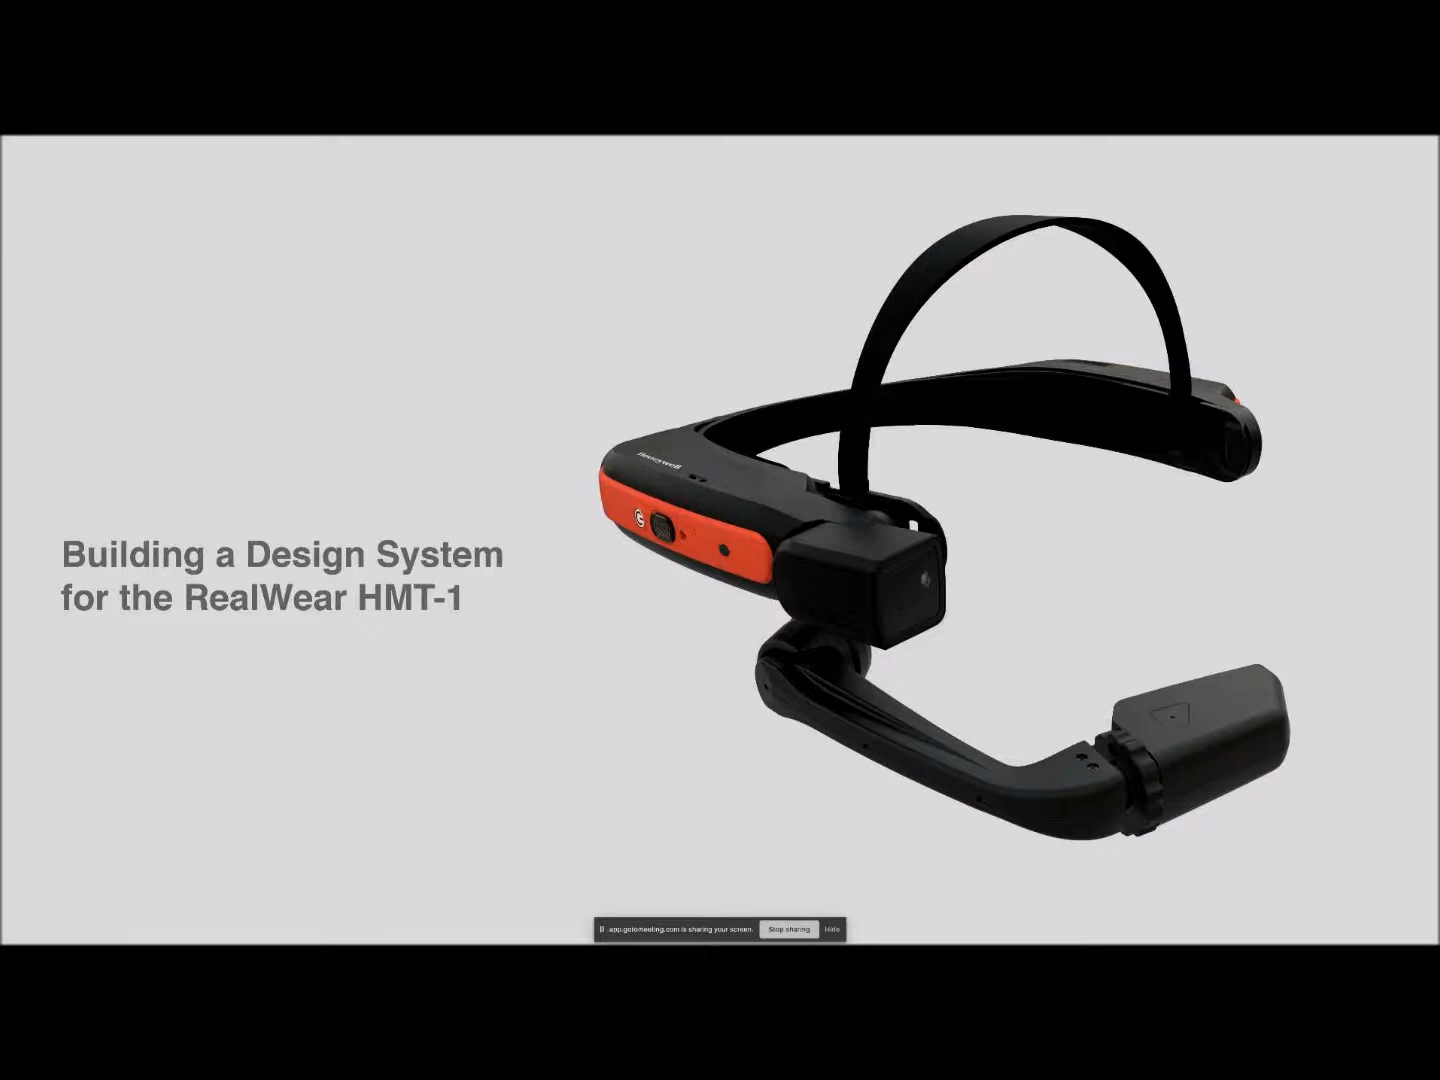 Honeywell
Building a Design System
for the RealWear HMT-1
app.gotomeeting.com is sharing your screen.
Stop sharing
Hide